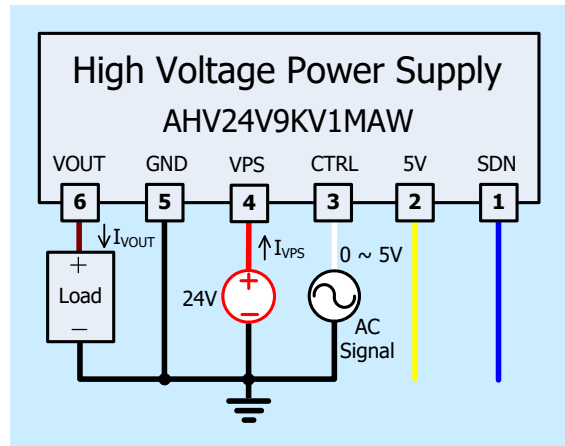 High Voltage Power Supply
AHV24V9KV1MAW
VOUT GND VPS CTRL 5V SDN
6 5 4 3 2 1
IVOUT IVPS 0 ~ 5V
+ +
Load 24V
− −
AC
Signal